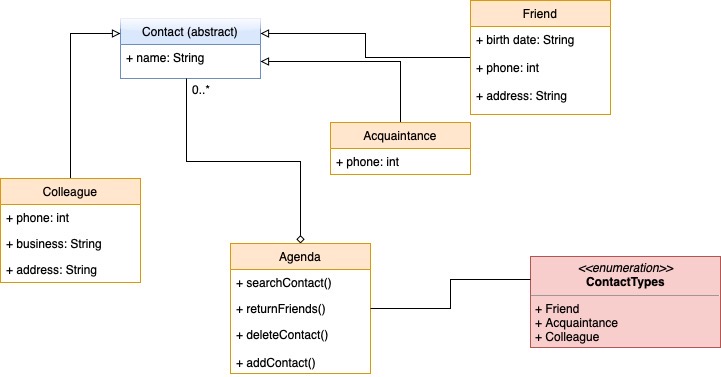 Contact (abstract)
+ name: String
0..*
Friend
+ birth date: String
+ phone: int
+ address: String
Acquaintance
+ phone: int
Colleague
+ phone: int
+ business: String
+ address: String
Agenda
+ searchContact()
+ returnFriends()
+ deleteContact()
+ addContact()
<<enumeration>>
ContactTypes
+ Friend
+ Acquaintance
+ Colleague